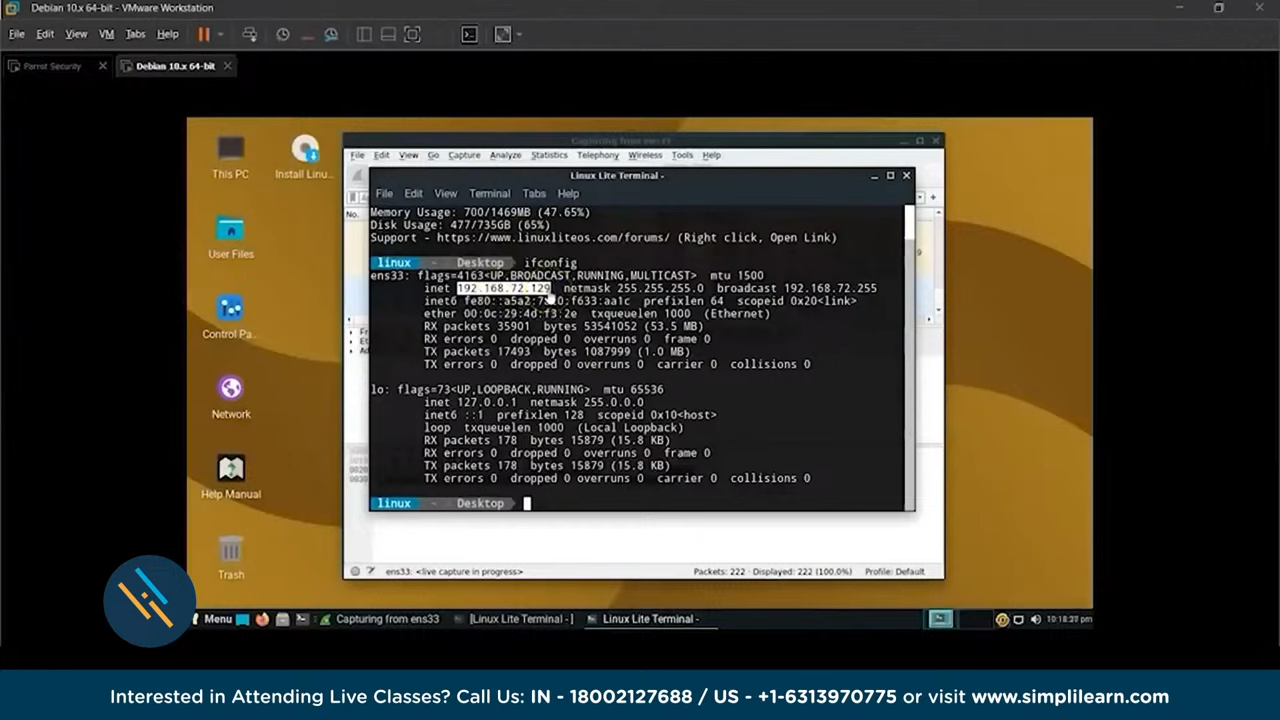 Debian 10.x 64-bit - VMware Workstation
File Edit View VM Tabs Help
Parrot Security
Debian 10.x 64-bit
This PC
Install Linu...
User Files
Control Pa...
Network
Help Manual
Trash
Capturing from ens33
File Edit View Go Capture Analyze Statistics Telephony Wireless Tools Help
No.
Linux Lite Terminal -
File Edit View Terminal Tabs Help
Memory Usage: 700/1469MB (47.65%)
Disk Usage: 477/735GB (65%)
Support - https://www.linuxliteos.com/forums/ (Right click, Open Link)
linux ~ Desktop ifconfig
ens33: flags=4163<UP,BROADCAST,RUNNING,MULTICAST> mtu 1500
inet 192.168.72.129 netmask 255.255.255.0 broadcast 192.168.72.255
inet6 prefixlen 64 scopeid 0x20<link>
ether 00:0c:29:4d:f3:2e txqueuelen 1000 (Ethernet)
RX packets 35901 bytes 53541052 (53.5 MB)
RX errors 0 dropped 0 overruns 0 frame 0
TX packets 17493 bytes 1087999 (1.0 MB)
TX errors 0 dropped 0 overruns 0 carrier 0 collisions 0
lo: flags=73<UP,LOOPBACK,RUNNING> mtu 65536
inet 127.0.0.1 netmask 255.0.0.0
inet6 ::1 prefixlen 128 scopeid 0x10<host>
loop txqueuelen 1000 (Local Loopback)
RX packets 178 bytes 15879 (15.8 KB)
RX errors 0 dropped 0 overruns 0 frame 0
TX packets 178 bytes 15879 (15.8 KB)
TX errors 0 dropped 0 overruns 0 carrier 0 collisions 0
linux ~ Desktop
ens33: <live capture in progress> Packets: 222 · Displayed: 222 (100.0%) Profile: Default
Menu Capturing from ens33 [Linux Lite Terminal - ] Linux Lite Terminal - 10:18:27 pm
Interested in Attending Live Classes? Call Us: IN - 18002127688 / US - +1-6313970775 or visit www.simplilearn.com